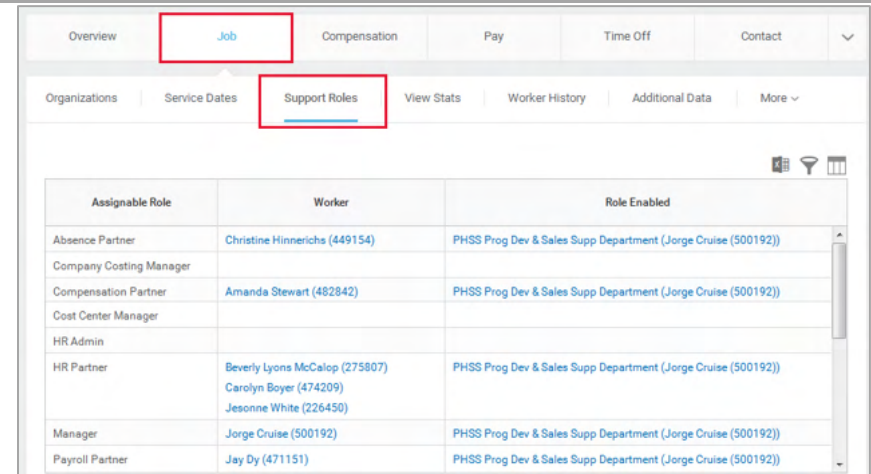 Overview Job Compensation Pay Time Off Contact
Organizations Service Dates Support Roles View Stats Worker History Additional Data More
Assignable Role Worker Role Enabled
Absence Partner Christine Hinnerichs (449154) PHSS Prog Dev & Sales Supp Department (Jorge Cruise (500192))
Company Costing Manager
Compensation Partner Amanda Stewart (482842) PHSS Prog Dev & Sales Supp Department (Jorge Cruise (500192))
Cost Center Manager
HR Admin
HR Partner Beverly Lyons McCalop (275807) PHSS Prog Dev & Sales Supp Department (Jorge Cruise (500192))
Carolyn Boyer (474209)
Jesonne White (226450)
Manager Jorge Cruise (500192) PHSS Prog Dev & Sales Supp Department (Jorge Cruise (500192))
Payroll Partner Jay Dy (471151) PHSS Prog Dev & Sales Supp Department (Jorge Cruise (500192))